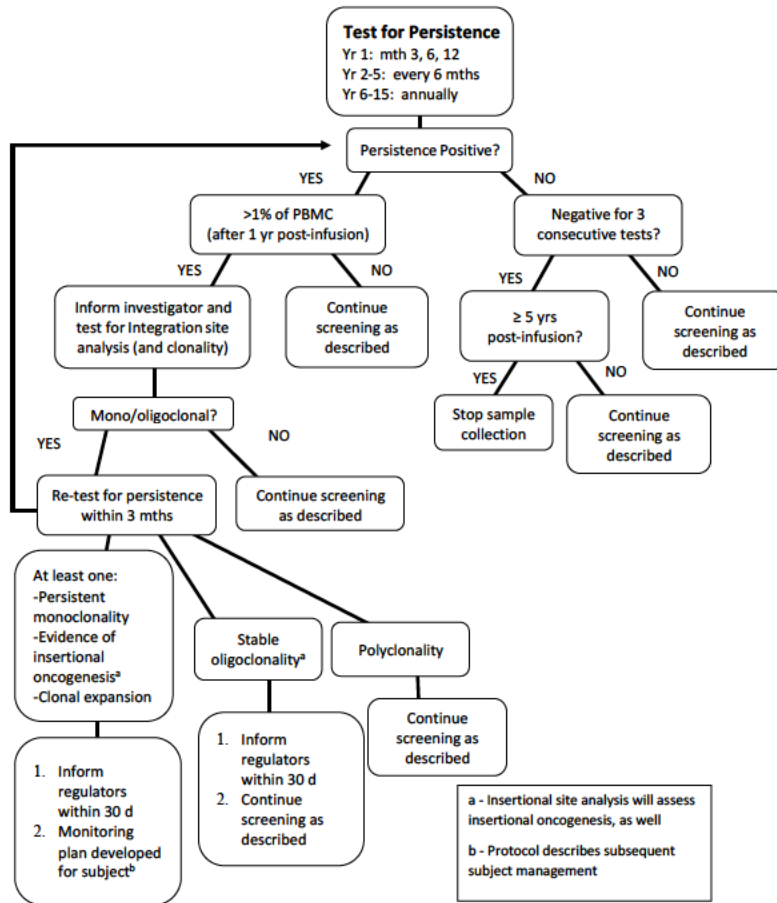 Test for Persistence
Yr 1: mth 3, 6, 12
Yr 2-5: every 6 mths
Yr 6-15: annually
Persistence Positive?
YES
NO
>1% of PBMC
(after 1 yr post-infusion)
Negative for 3
consecutive tests?
YES
NO
YES
NO
Inform investigator and
test for Integration site
analysis (and clonality)
Continue
screening as
described
≥ 5 yrs
post-infusion?
Continue
screening as
described
YES
NO
Mono/oligoclonal?
Stop sample
collection
Continue
screening as
described
YES
NO
Re-test for persistence
within 3 mths
Continue screening
as described
At least one:
-Persistent
monoclonality
-Evidence of
insertional
oncogenesisᵃ
-Clonal expansion
Stable
oligoclonalityᵃ
Polyclonality
1. Inform
regulators
within 30 d
2. Monitoring
plan developed
for subjectᵇ
1. Inform
regulators
within 30 d
2. Continue
screening as
described
Continue
screening as
described
a - Insertional site analysis will assess
insertional oncogenesis, as well
b - Protocol describes subsequent
subject management